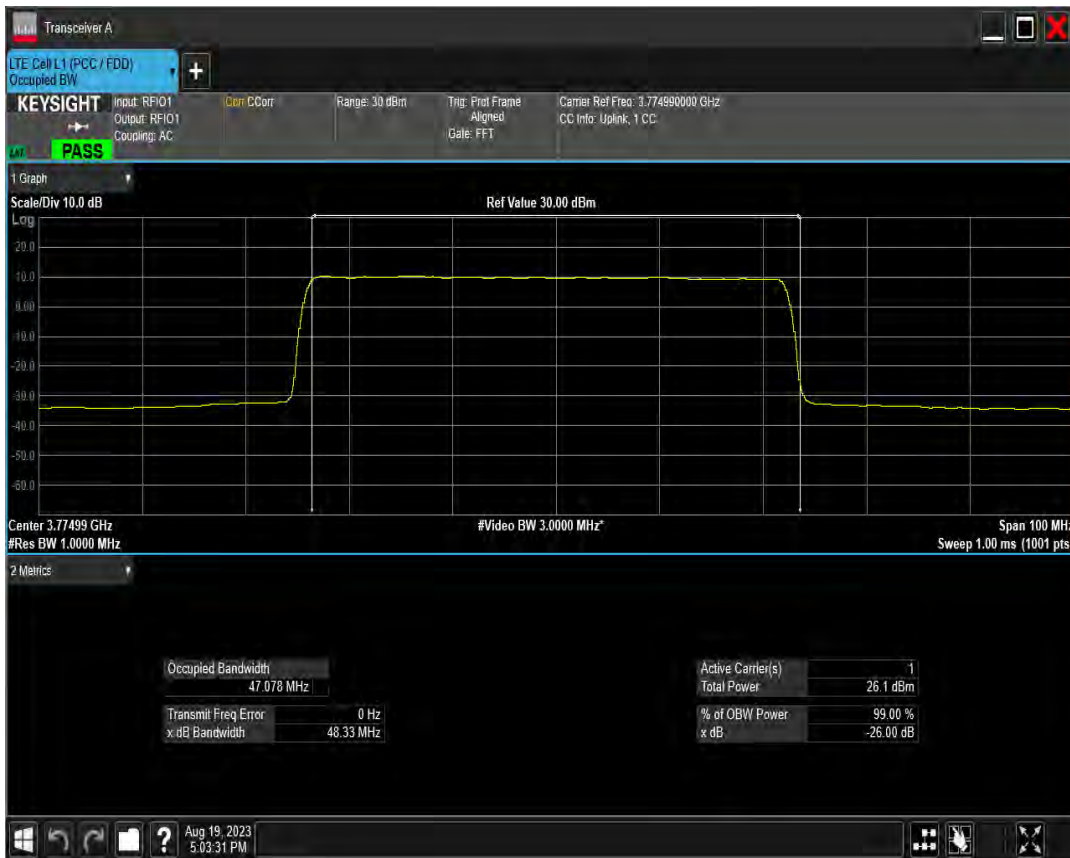 Transceiver A
LTE Cell L1 (PCC / FDD)
Occupied BW
+
KEYSIGHT
Input: RFIO1
Output: RFIO1
Coupling: AC
Corr CCorr
Range: 30 dBm
Trig: Prot Frame
Aligned
Gate: FFT
Carrier Ref Freq: 3.774990000 GHz
CC Info: Uplink, 1 CC
PASS
1 Graph
Scale/Div 10.0 dB
Ref Value 30.00 dBm
Log
20.0
10.0
0.00
-10.0
-20.0
-30.0
-40.0
-50.0
-60.0
Center 3.77499 GHz
#Video BW 3.0000 MHz*
Span 100 MHz
#Res BW 1.0000 MHz
Sweep 1.00 ms (1001 pts
2 Metrics
Occupied Bandwidth
47.078 MHz
Transmit Freq Error 0 Hz
x dB Bandwidth 48.33 MHz
Active Carrier(s) 1
Total Power 26.1 dBm
% of OBW Power 99.00 %
x dB -26.00 dB
?
Aug 19, 2023
5:03:31 PM